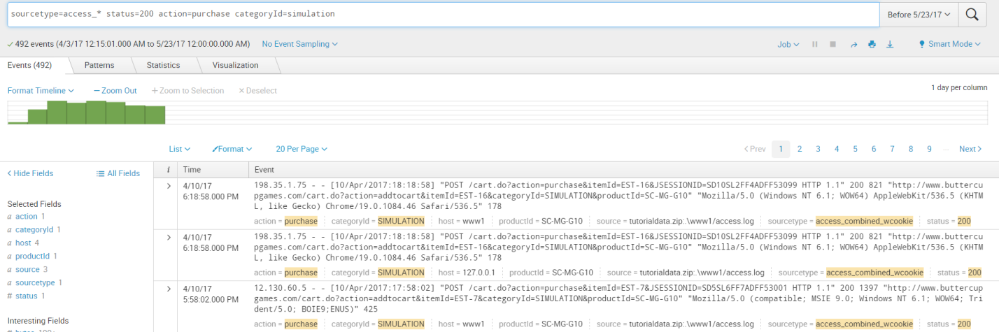 sourcetype=access_* status=200 action=purchase categoryId=simulation
Before 5/23/17
492 events (4/3/17 12:15:01.000 AM to 5/23/17 12:00:00.000 AM)
No Event Sampling
Job
Smart Mode
Events (492)
Patterns
Statistics
Visualization
Format Timeline
— Zoom Out
+ Zoom to Selection
× Deselect
1 day per column
List
Format
20 Per Page
< Prev 1 2 3 4 5 6 7 8 9 ... Next >
< Hide Fields
All Fields
i Time Event
Selected Fields
a action 1
a categoryId 1
a host 4
a productId 1
a source 3
a sourcetype 1
# status 1
Interesting Fields
> 4/10/17
6:18:58.000 PM
198.35.1.75 - - [10/Apr/2017:18:18:58] "POST /cart.do?action=purchase&itemId=EST-16&JSESSIONID=SD10SL2FF4ADFF53099 HTTP 1.1" 200 821 "http://www.buttercu
pgames.com/cart.do?action=addtocart&itemId=EST-16&categoryId=SIMULATION&productId=SC-MG-G10" "Mozilla/5.0 (Windows NT 6.1; WOW64) AppleWebKit/536.5 (KHTM
L, like Gecko) Chrome/19.0.1084.46 Safari/536.5" 178
action = purchase categoryId = SIMULATION host = www1 productId = SC-MG-G10 source = tutorialdata.zip:.\www1/access.log sourcetype = access_combined_wcookie status = 200
> 4/10/17
6:18:58.000 PM
198.35.1.75 - - [10/Apr/2017:18:18:58] "POST /cart.do?action=purchase&itemId=EST-16&JSESSIONID=SD10SL2FF4ADFF53099 HTTP 1.1" 200 821 "http://www.buttercu
pgames.com/cart.do?action=addtocart&itemId=EST-16&categoryId=SIMULATION&productId=SC-MG-G10" "Mozilla/5.0 (Windows NT 6.1; WOW64) AppleWebKit/536.5 (KHTM
L, like Gecko) Chrome/19.0.1084.46 Safari/536.5" 178
action = purchase categoryId = SIMULATION host = 127.0.0.1 productId = SC-MG-G10 source = tutorialdata.zip:.\www1/access.log sourcetype = access_combined_wcookie status = 200
> 4/10/17
5:58:02.000 PM
12.130.60.5 - - [10/Apr/2017:17:58:02] "POST /cart.do?action=purchase&itemId=EST-7&JSESSIONID=SD5SL6FF7ADFF53001 HTTP 1.1" 200 1397 "http://www.buttercup
games.com/cart.do?action=addtocart&itemId=EST-7&categoryId=SIMULATION&productId=SC-MG-G10" "Mozilla/5.0 (compatible; MSIE 9.0; Windows NT 6.1; WOW64; Tri
dent/5.0; BOIE9;ENUS)" 425
action = purchase categoryId = SIMULATION host = www1 productId = SC-MG-G10 source = tutorialdata.zip:.\www1/access.log sourcetype = access_combined_wcookie status = 200